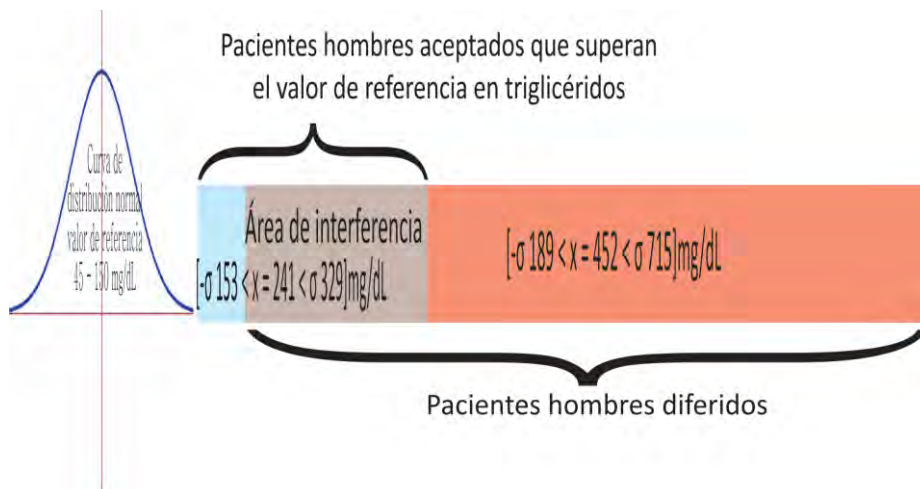 Pacientes hombres aceptados que superan
el valor de referencia en triglicéridos
Curva de
distribución normal
valor de referencia
45 - 150 mg/dL
Área de interferencia
[-σ 153 < x = 241 < σ 329]mg/dL
[-σ 189 < x = 452 < σ 715]mg/dL
Pacientes hombres diferidos